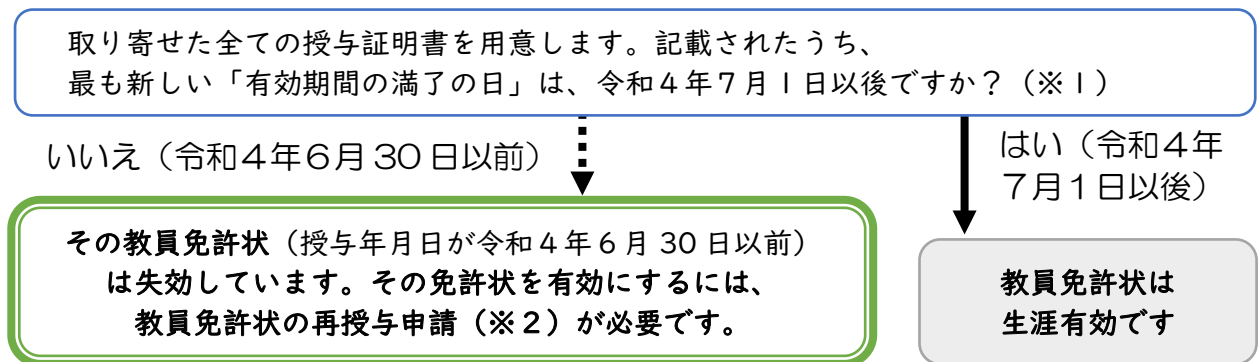 取り寄せた全ての授与証明書を用意します。記載されたうち、
最も新しい「有効期間の満了の日」は、令和４年７月１日以後ですか？（※１）
いいえ（令和４年６月30日以前）
はい（令和４年
７月１日以後）
その教員免許状（授与年月日が令和４年６月30日以前）
は失効しています。その免許状を有効にするには、
教員免許状の再授与申請（※２）が必要です。
教員免許状は
生涯有効です